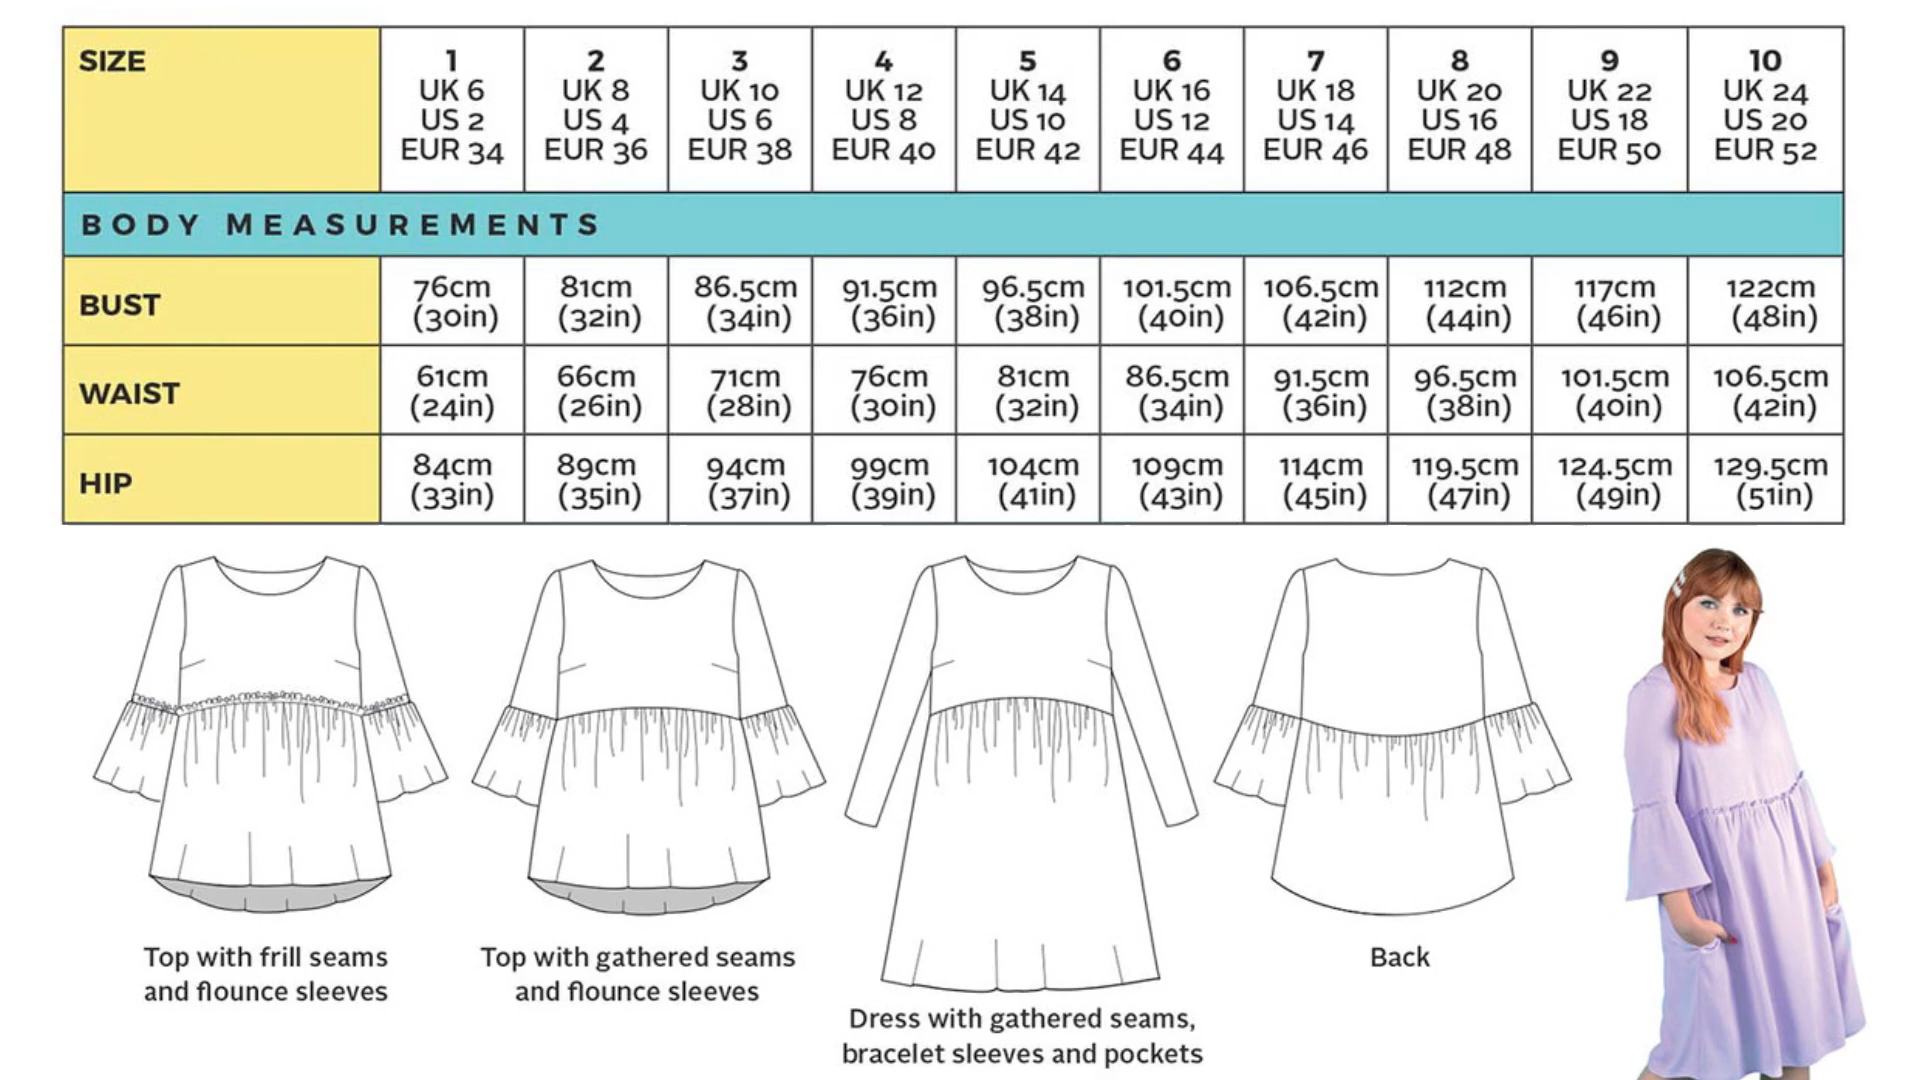 SIZE
1 2 3 4 5 6 7 8 9 10
UK 6 UK 8 UK 10 UK 12 UK 14 UK 16 UK 18 UK 20 UK 22 UK 24
US 2 US 4 US 6 US 8 US 10 US 12 US 14 US 16 US 18 US 20
EUR 34 EUR 36 EUR 38 EUR 40 EUR 42 EUR 44 EUR 46 EUR 48 EUR 50 EUR 52
BODY MEASUREMENTS
BUST
76cm 81cm 86.5cm 91.5cm 96.5cm 101.5cm 106.5cm 112cm 117cm 122cm
(30in) (32in) (34in) (36in) (38in) (40in) (42in) (44in) (46in) (48in)
WAIST
61cm 66cm 71cm 76cm 81cm 86.5cm 91.5cm 96.5cm 101.5cm 106.5cm
(24in) (26in) (28in) (30in) (32in) (34in) (36in) (38in) (40in) (42in)
HIP
84cm 89cm 94cm 99cm 104cm 109cm 114cm 119.5cm 124.5cm 129.5cm
(33in) (35in) (37in) (39in) (41in) (43in) (45in) (47in) (49in) (51in)
Top with frill seams
and flounce sleeves
Top with gathered seams
and flounce sleeves
Dress with gathered seams,
bracelet sleeves and pockets
Back